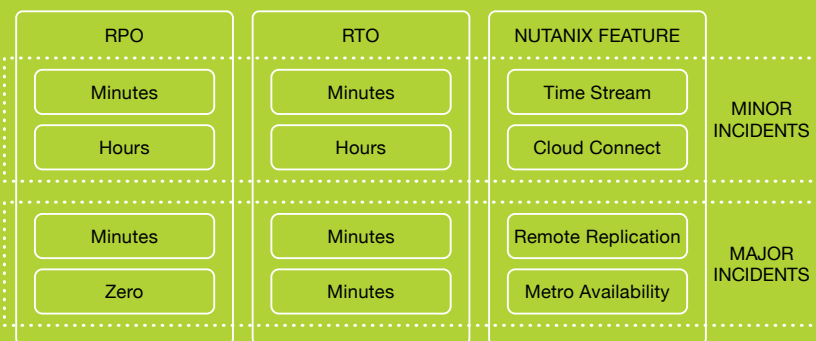 RPO RTO NUTANIX FEATURE
Minutes Minutes Time Stream
Hours Hours Cloud Connect
MINOR
INCIDENTS
Minutes Minutes Remote Replication
Zero Minutes Metro Availability
MAJOR
INCIDENTS